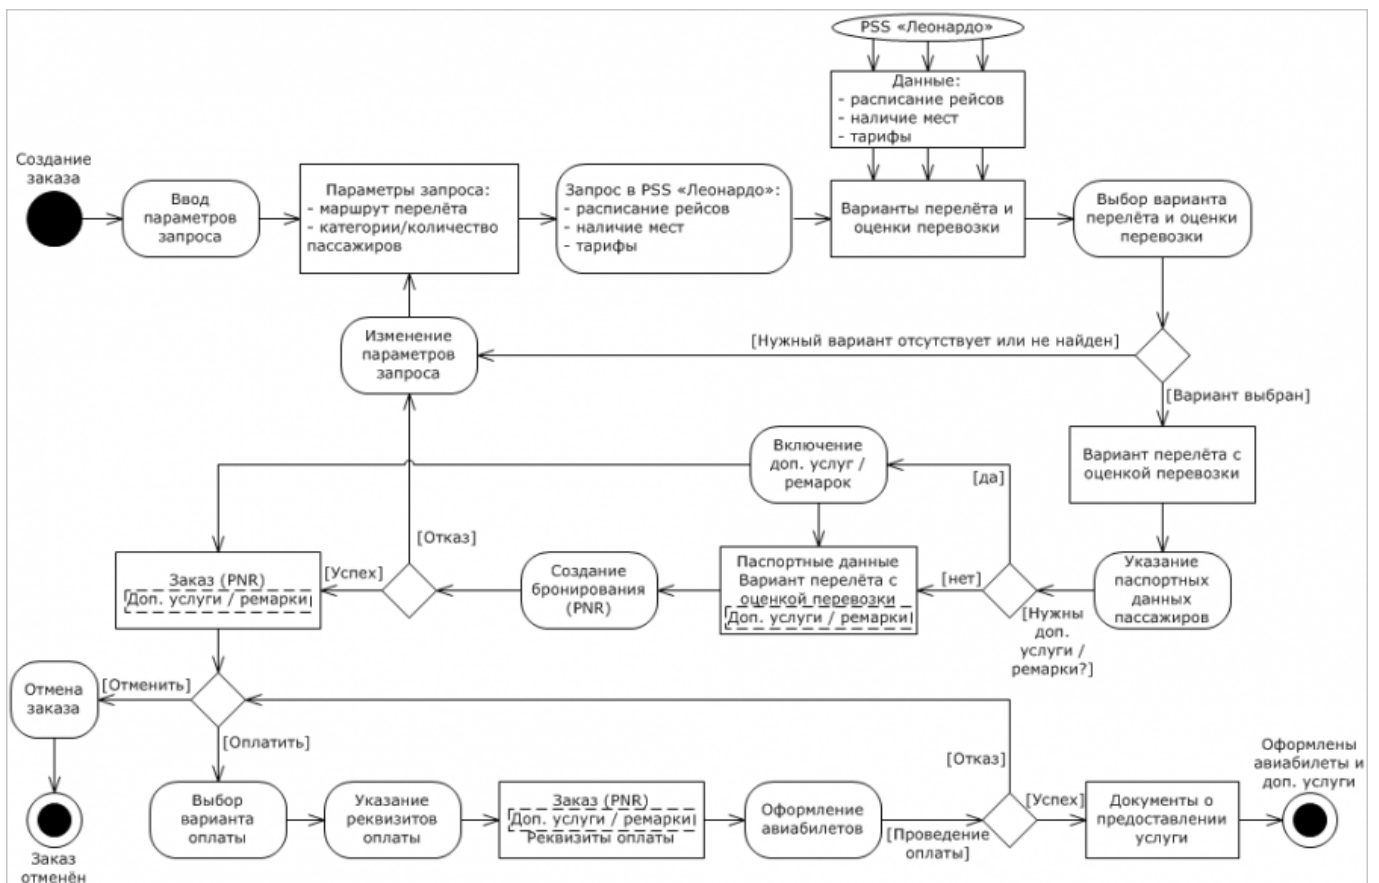 PSS «Леонардо»
Данные:
- расписание рейсов
- наличие мест
- тарифы
Создание
заказа
Ввод
параметров
запроса
Параметры запроса:
- маршрут перелёта
- категории/количество
пассажиров
Запрос в PSS «Леонардо»:
- расписание рейсов
- наличие мест
- тарифы
Варианты перелёта и
оценки перевозки
Выбор варианта
перелёта и оценки
перевозки
Изменение
параметров
запроса
[Нужный вариант отсутствует или не найден]
[Вариант выбран]
Включение
доп. услуг /
ремарок
[да]
Вариант перелёта с
оценкой перевозки
[Отказ]
Заказ (PNR)
Доп. услуги / ремарки
[Успех]
Создание
бронирования
(PNR)
Паспортные данные
Вариант перелёта с
оценкой перевозки
Доп. услуги / ремарки
[нет]
[Нужны
доп.
услуги /
ремарки?]
Указание
паспортных
данных
пассажиров
Отмена
заказа
[Отменить]
[Оплатить]
[Отказ]
Оформлены
авиабилеты и
доп. услуги
Выбор
варианта
оплаты
Указание
реквизитов
оплаты
Заказ (PNR)
Доп. услуги / ремарки
Реквизиты оплаты
Оформление
авиабилетов
[Проведение
оплаты]
[Успех]
Документы о
предоставлении
услуги
Заказ
отменён